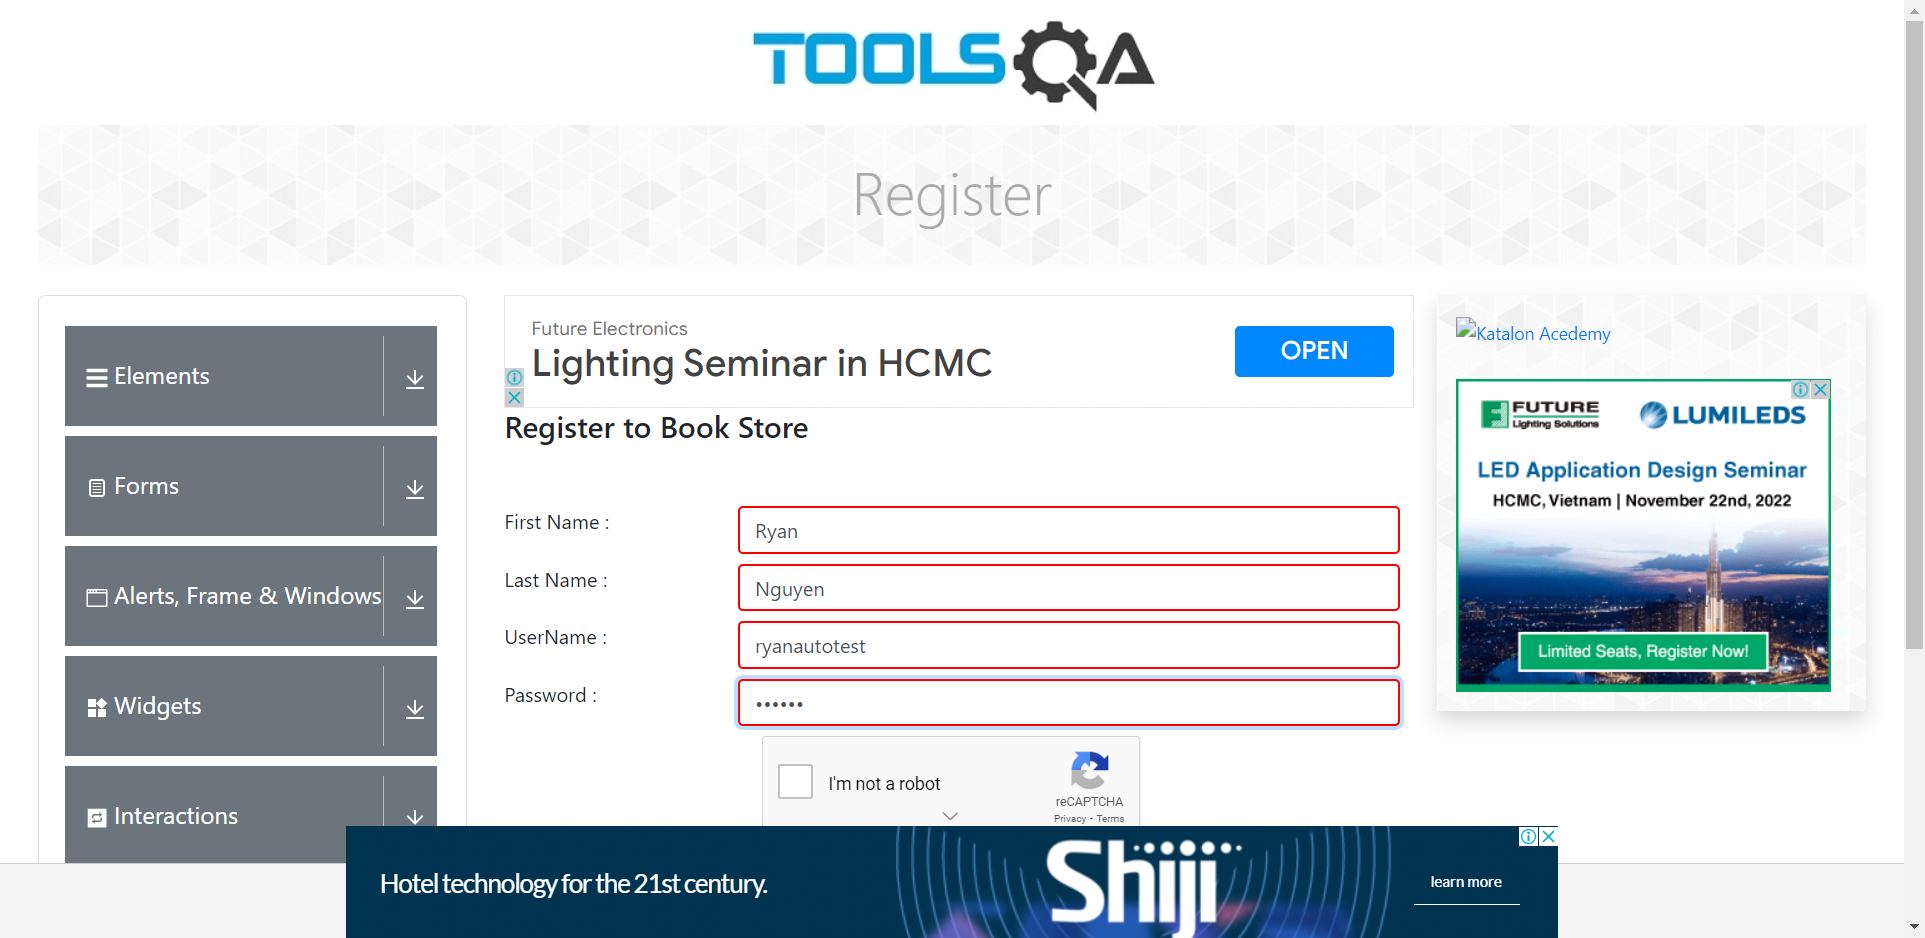 TOOLSQA
Register
Elements
Forms
Alerts, Frame & Windows
Widgets
Interactions
Future Electronics
Lighting Seminar in HCMC
OPEN
Register to Book Store
First Name :
Ryan
Last Name :
Nguyen
UserName :
ryanautotest
Password :
••••••
I'm not a robot
reCAPTCHA
Privacy - Terms
Katalon Acedemy
FUTURE
Lighting Solutions
LUMILEDS
LED Application Design Seminar
HCMC, Vietnam | November 22nd, 2022
Limited Seats, Register Now!
Hotel technology for the 21st century.
Shiji
learn more